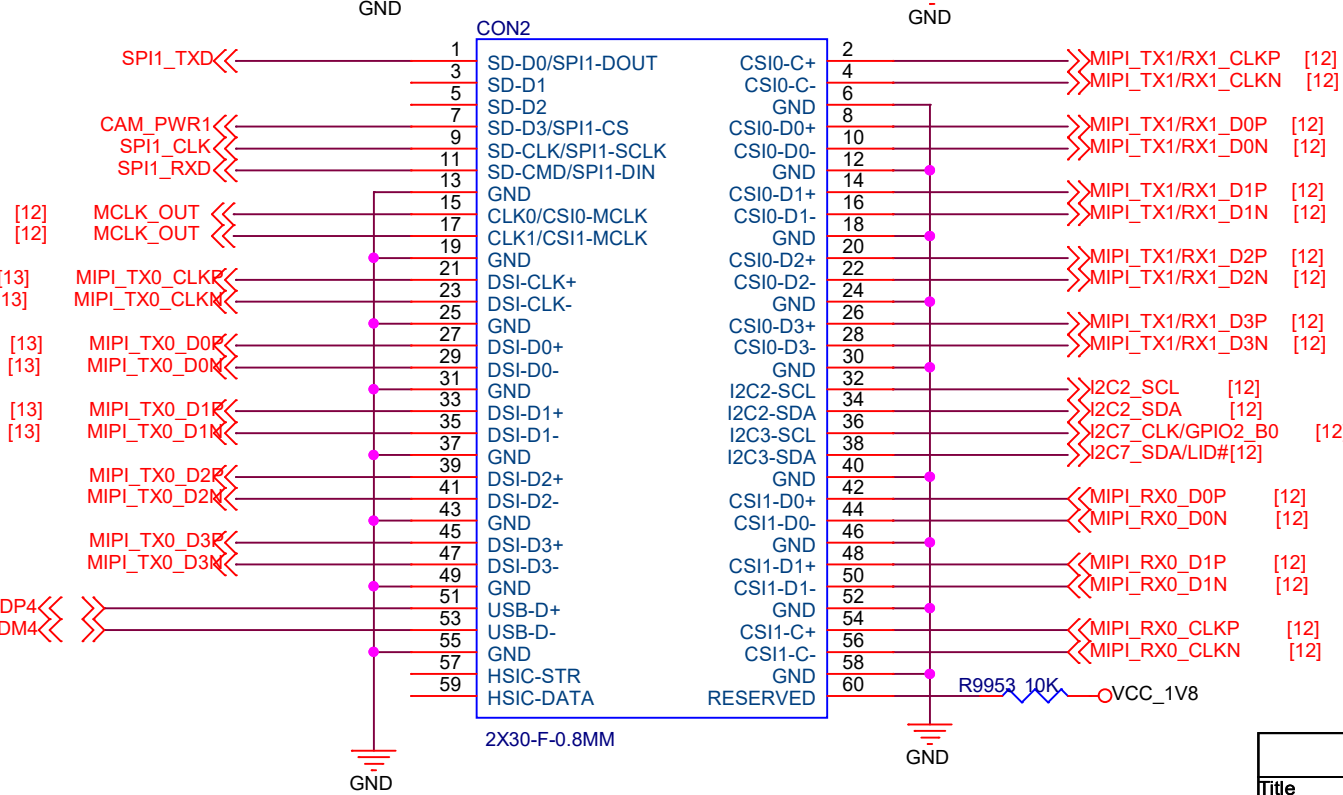 GND
GND
CON2
SPI1_TXD 1 SD-D0/SPI1-DOUT CSI0-C+ 2 MIPI_TX1/RX1_CLKP [12]
3 SD-D1 CSI0-C- 4 MIPI_TX1/RX1_CLKN [12]
5 SD-D2 GND 6
CAM_PWR1 7 SD-D3/SPI1-CS CSI0-D0+ 8 MIPI_TX1/RX1_D0P [12]
SPI1_CLK 9 SD-CLK/SPI1-SCLK CSI0-D0- 10 MIPI_TX1/RX1_D0N [12]
SPI1_RXD 11 SD-CMD/SPI1-DIN GND 12
13 GND CSI0-D1+ 14 MIPI_TX1/RX1_D1P [12]
[12] MCLK_OUT 15 CLK0/CSI0-MCLK CSI0-D1- 16 MIPI_TX1/RX1_D1N [12]
[12] MCLK_OUT 17 CLK1/CSI1-MCLK GND 18
19 GND CSI0-D2+ 20 MIPI_TX1/RX1_D2P [12]
[13] MIPI_TX0_CLKP 21 DSI-CLK+ CSI0-D2- 22 MIPI_TX1/RX1_D2N [12]
13] MIPI_TX0_CLKN 23 DSI-CLK- GND 24
25 GND CSI0-D3+ 26 MIPI_TX1/RX1_D3P [12]
[13] MIPI_TX0_D0P 27 DSI-D0+ CSI0-D3- 28 MIPI_TX1/RX1_D3N [12]
[13] MIPI_TX0_D0N 29 DSI-D0- GND 30
31 GND I2C2-SCL 32 I2C2_SCL [12]
[13] MIPI_TX0_D1P 33 DSI-D1+ I2C2-SDA 34 I2C2_SDA [12]
[13] MIPI_TX0_D1N 35 DSI-D1- I2C3-SCL 36 I2C7_CLK/GPIO2_B0 [12
37 GND I2C3-SDA 38 I2C7_SDA/LID#[12]
MIPI_TX0_D2P 39 DSI-D2+ GND 40
MIPI_TX0_D2N 41 DSI-D2- CSI1-D0+ 42 MIPI_RX0_D0P [12]
43 GND CSI1-D0- 44 MIPI_RX0_D0N [12]
MIPI_TX0_D3P 45 DSI-D3+ GND 46
MIPI_TX0_D3N 47 DSI-D3- CSI1-D1+ 48 MIPI_RX0_D1P [12]
49 GND CSI1-D1- 50 MIPI_RX0_D1N [12]
DP4 51 USB-D+ GND 52
DM4 53 USB-D- CSI1-C+ 54 MIPI_RX0_CLKP [12]
55 GND CSI1-C- 56 MIPI_RX0_CLKN [12]
57 HSIC-STR GND 58
59 HSIC-DATA RESERVED 60 R9953 10K VCC_1V8
2X30-F-0.8MM
GND
GND
Title